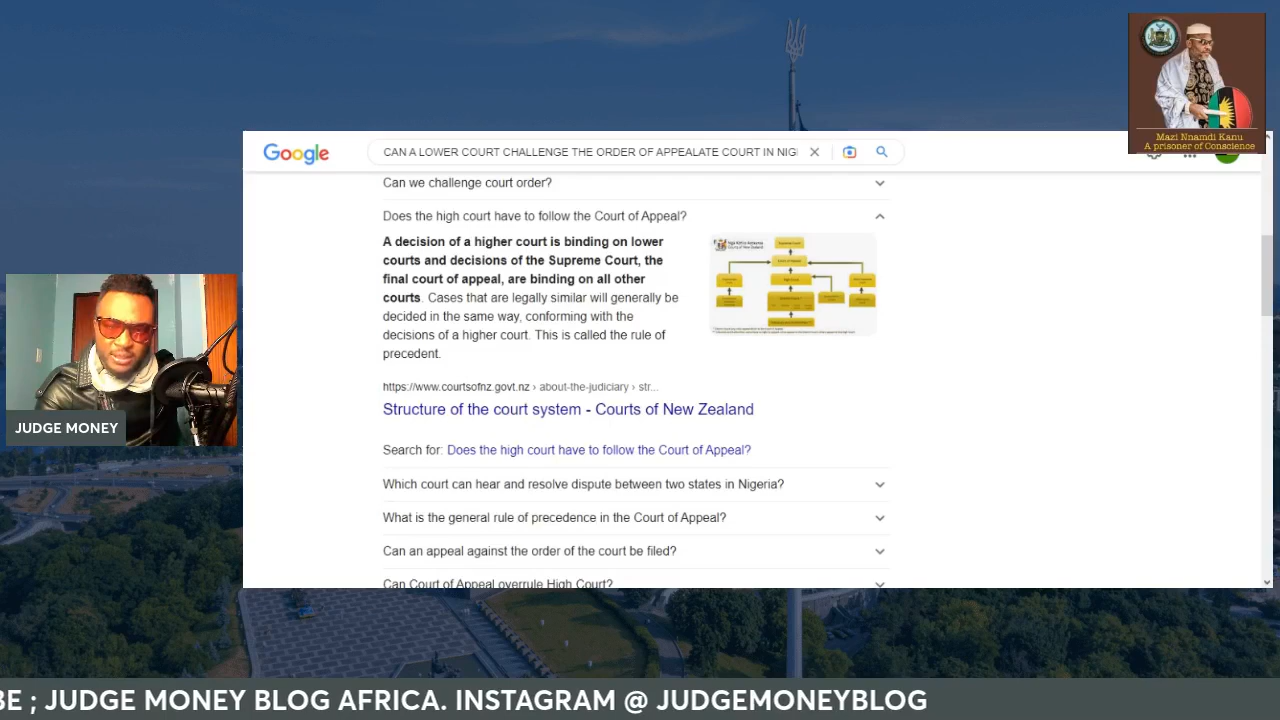 Mazi Nnamdi Kanu
A prisoner of Conscience
Google
CAN A LOWER COURT CHALLENGE THE ORDER OF APPEALATE COURT IN NIG
Can we challenge court order?
Does the high court have to follow the Court of Appeal?
A decision of a higher court is binding on lower
courts and decisions of the Supreme Court, the
final court of appeal, are binding on all other
courts. Cases that are legally similar will generally be
decided in the same way, conforming with the
decisions of a higher court. This is called the rule of
precedent.
https://www.courtsofnz.govt.nz › about-the-judiciary › str...
Structure of the court system - Courts of New Zealand
Search for: Does the high court have to follow the Court of Appeal?
Which court can hear and resolve dispute between two states in Nigeria?
What is the general rule of precedence in the Court of Appeal?
Can an appeal against the order of the court be filed?
Can Court of Appeal overrule High Court?
JUDGE MONEY
BE ; JUDGE MONEY BLOG AFRICA. INSTAGRAM @ JUDGEMONEYBLOG